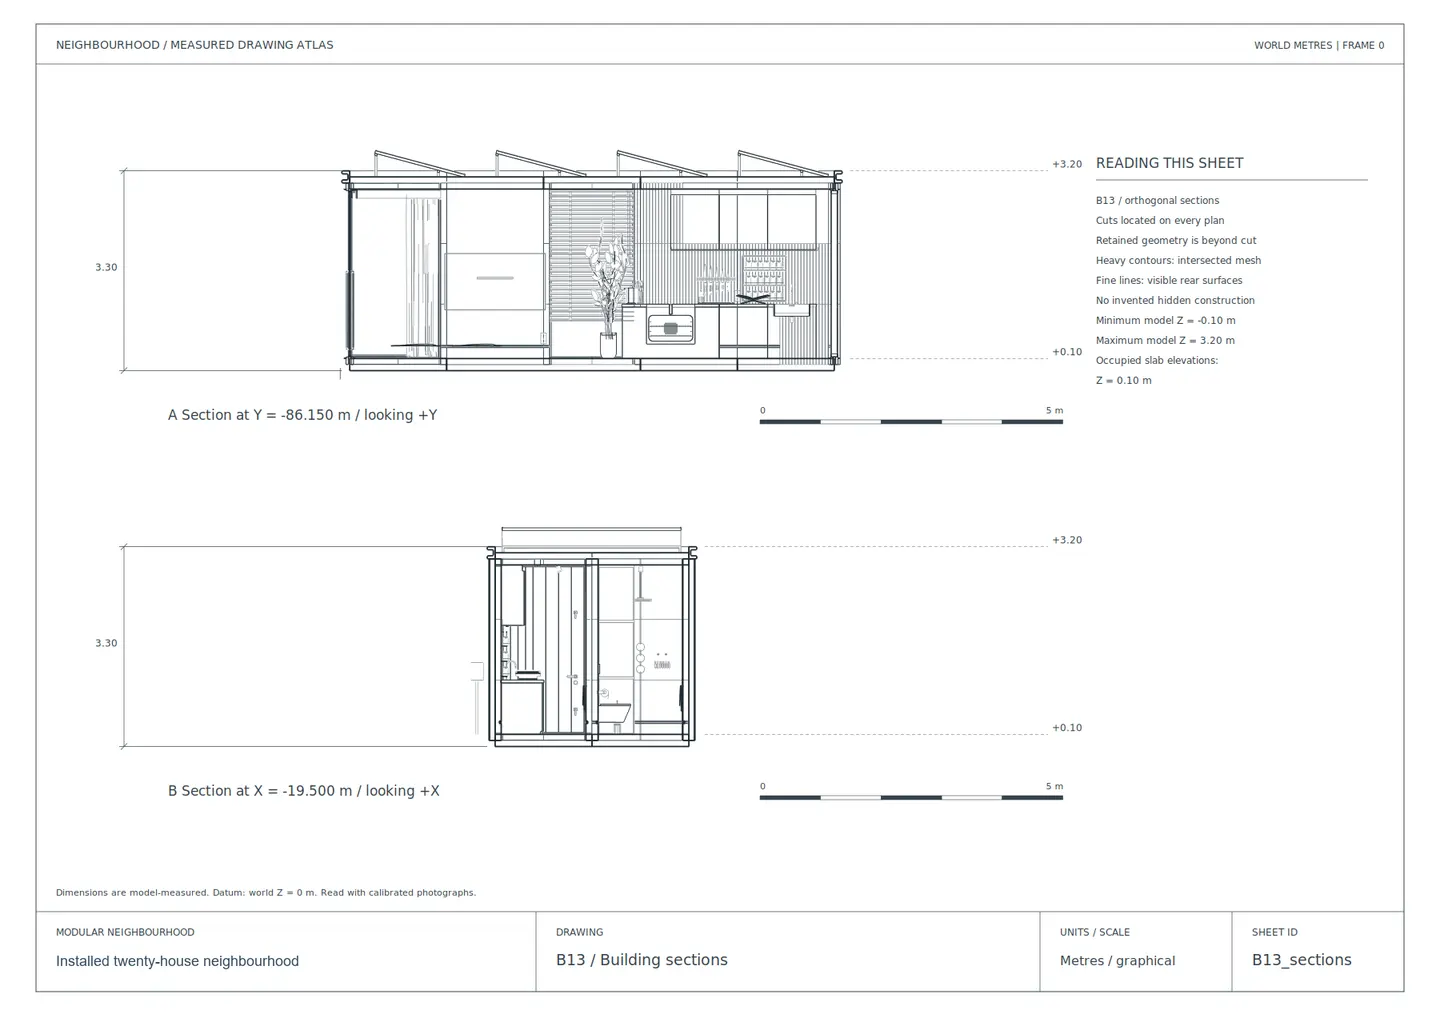 NEIGHBOURHOOD / MEASURED DRAWING ATLAS
WORLD METRES | FRAME 0
+3.20
3.30
+0.10
A Section at Y = -86.150 m / looking +Y
0
5 m
READING THIS SHEET
B13 / orthogonal sections
Cuts located on every plan
Retained geometry is beyond cut
Heavy contours: intersected mesh
Fine lines: visible rear surfaces
No invented hidden construction
Minimum model Z = -0.10 m
Maximum model Z = 3.20 m
Occupied slab elevations:
Z = 0.10 m
+3.20
3.30
+0.10
B Section at X = -19.500 m / looking +X
0
5 m
Dimensions are model-measured. Datum: world Z = 0 m. Read with calibrated photographs.
MODULAR NEIGHBOURHOOD
Installed twenty-house neighbourhood
DRAWING
B13 / Building sections
UNITS / SCALE
Metres / graphical
SHEET ID
B13_sections